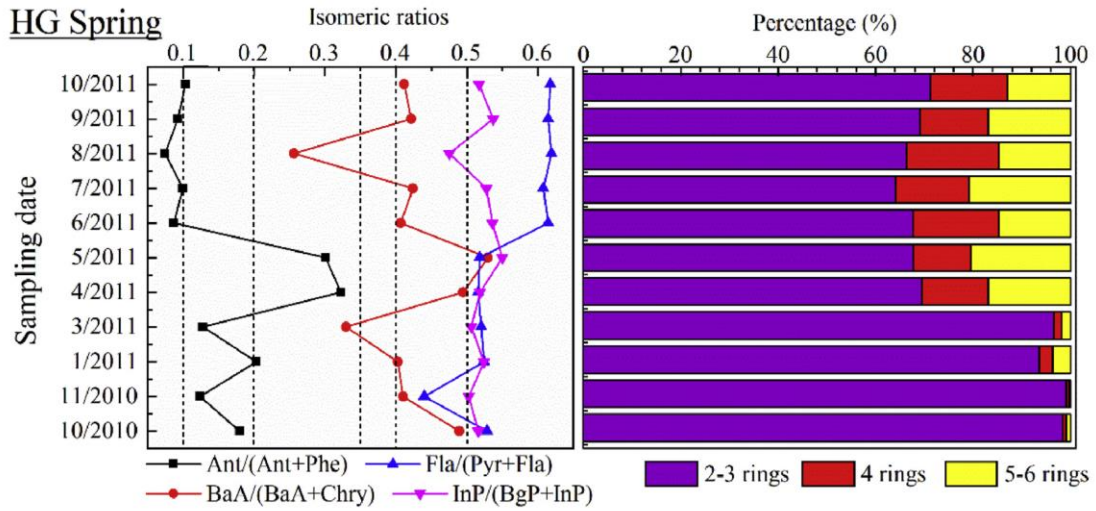 HG Spring
Isomeric ratios
Percentage (%)
0.1 0.2 0.3 0.4 0.5 0.6
0 20 40 60 80 100
Sampling date
10/2011
9/2011
8/2011
7/2011
6/2011
5/2011
4/2011
3/2011
1/2011
11/2010
10/2010
Ant/(Ant+Phe) Fla/(Pyr+Fla)
BaA/(BaA+Chry) InP/(BgP+InP)
2-3 rings 4 rings 5-6 rings